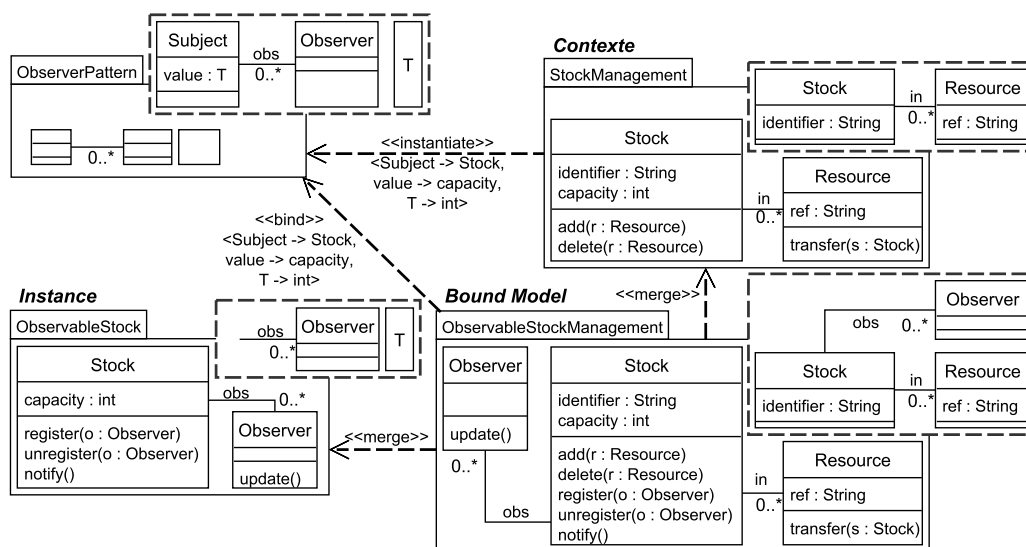 Subject
value : T
obs
0..*
Observer
T
ObserverPattern
0..*
Contexte
StockManagement
Stock
identifier : String
in
0..*
Resource
ref : String
Stock
identifier : String
capacity : int
add(r : Resource)
delete(r : Resource)
in
0..*
Resource
ref : String
transfer(s : Stock)
<<instantiate>>
<Subject -> Stock,
value -> capacity,
T -> int>
<<bind>>
<Subject -> Stock,
value -> capacity,
T -> int>
<<merge>>
Instance
ObservableStock
obs
0..*
Observer
T
Stock
capacity : int
register(o : Observer)
unregister(o : Observer)
notify()
obs
0..*
Observer
update()
<<merge>>
Bound Model
ObservableStockManagement
Observer
update()
0..*
obs
Stock
identifier : String
capacity : int
add(r : Resource)
delete(r : Resource)
register(o : Observer)
unregister(o : Observer)
notify()
in
0..*
Resource
ref : String
transfer(s : Stock)
Observer
obs
0..*
Stock
identifier : String
in
0..*
Resource
ref : String